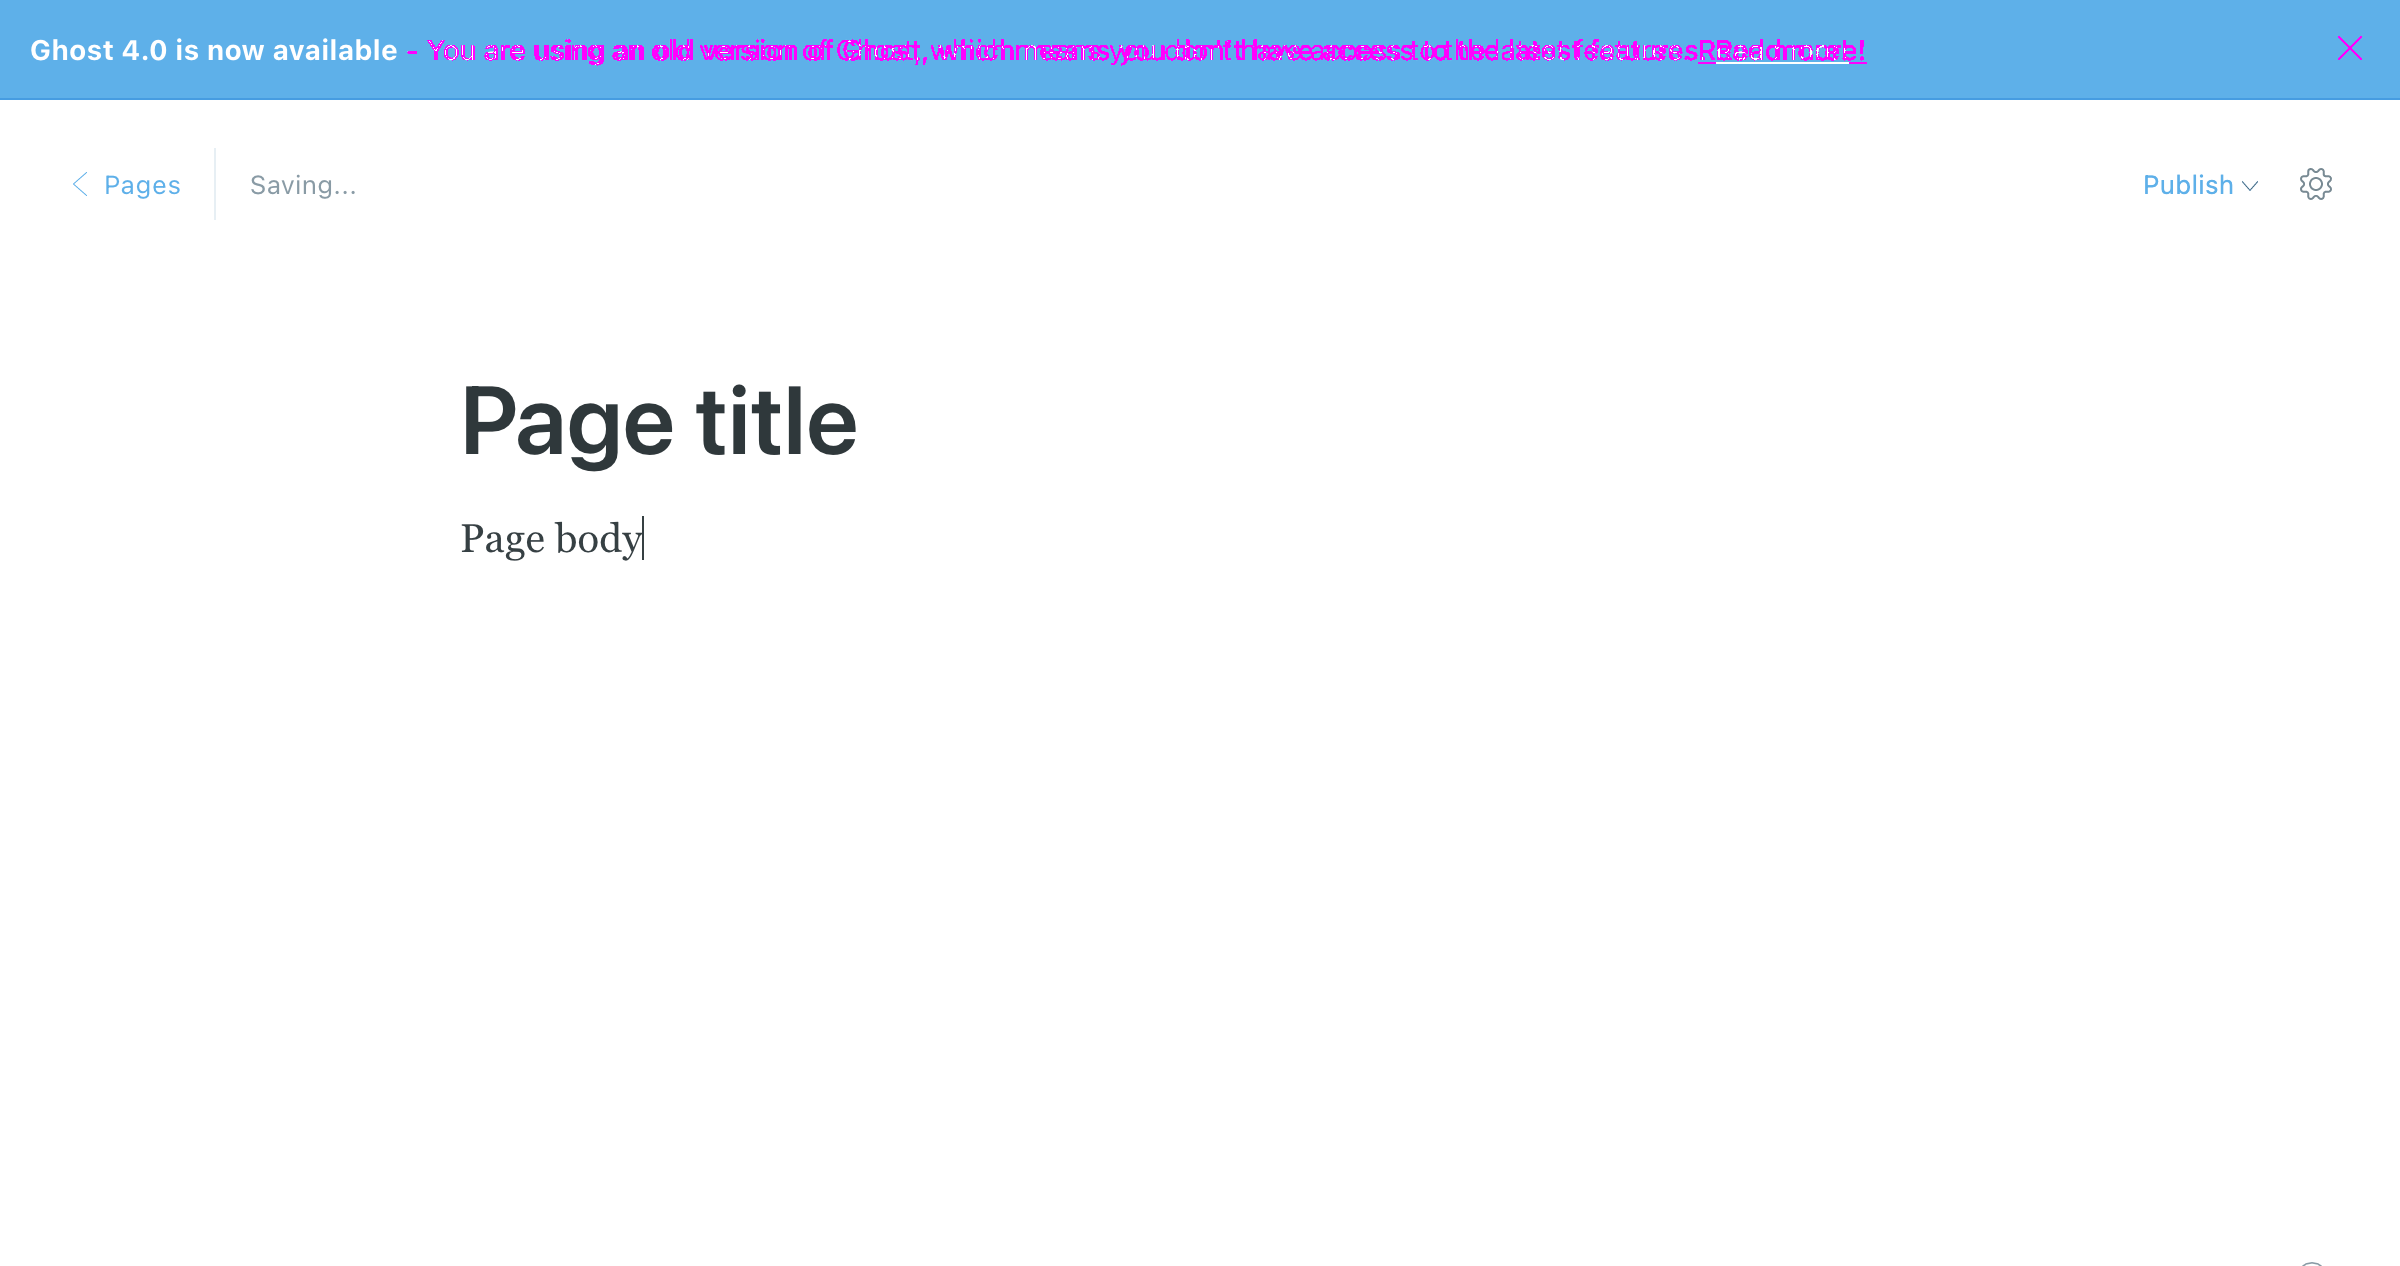 Ghost 4.0 is now available - You are using an old version of Ghost, which means you don't have access to the latest features. Read more!
Pages
Saving...
Publish
Page title
Page body